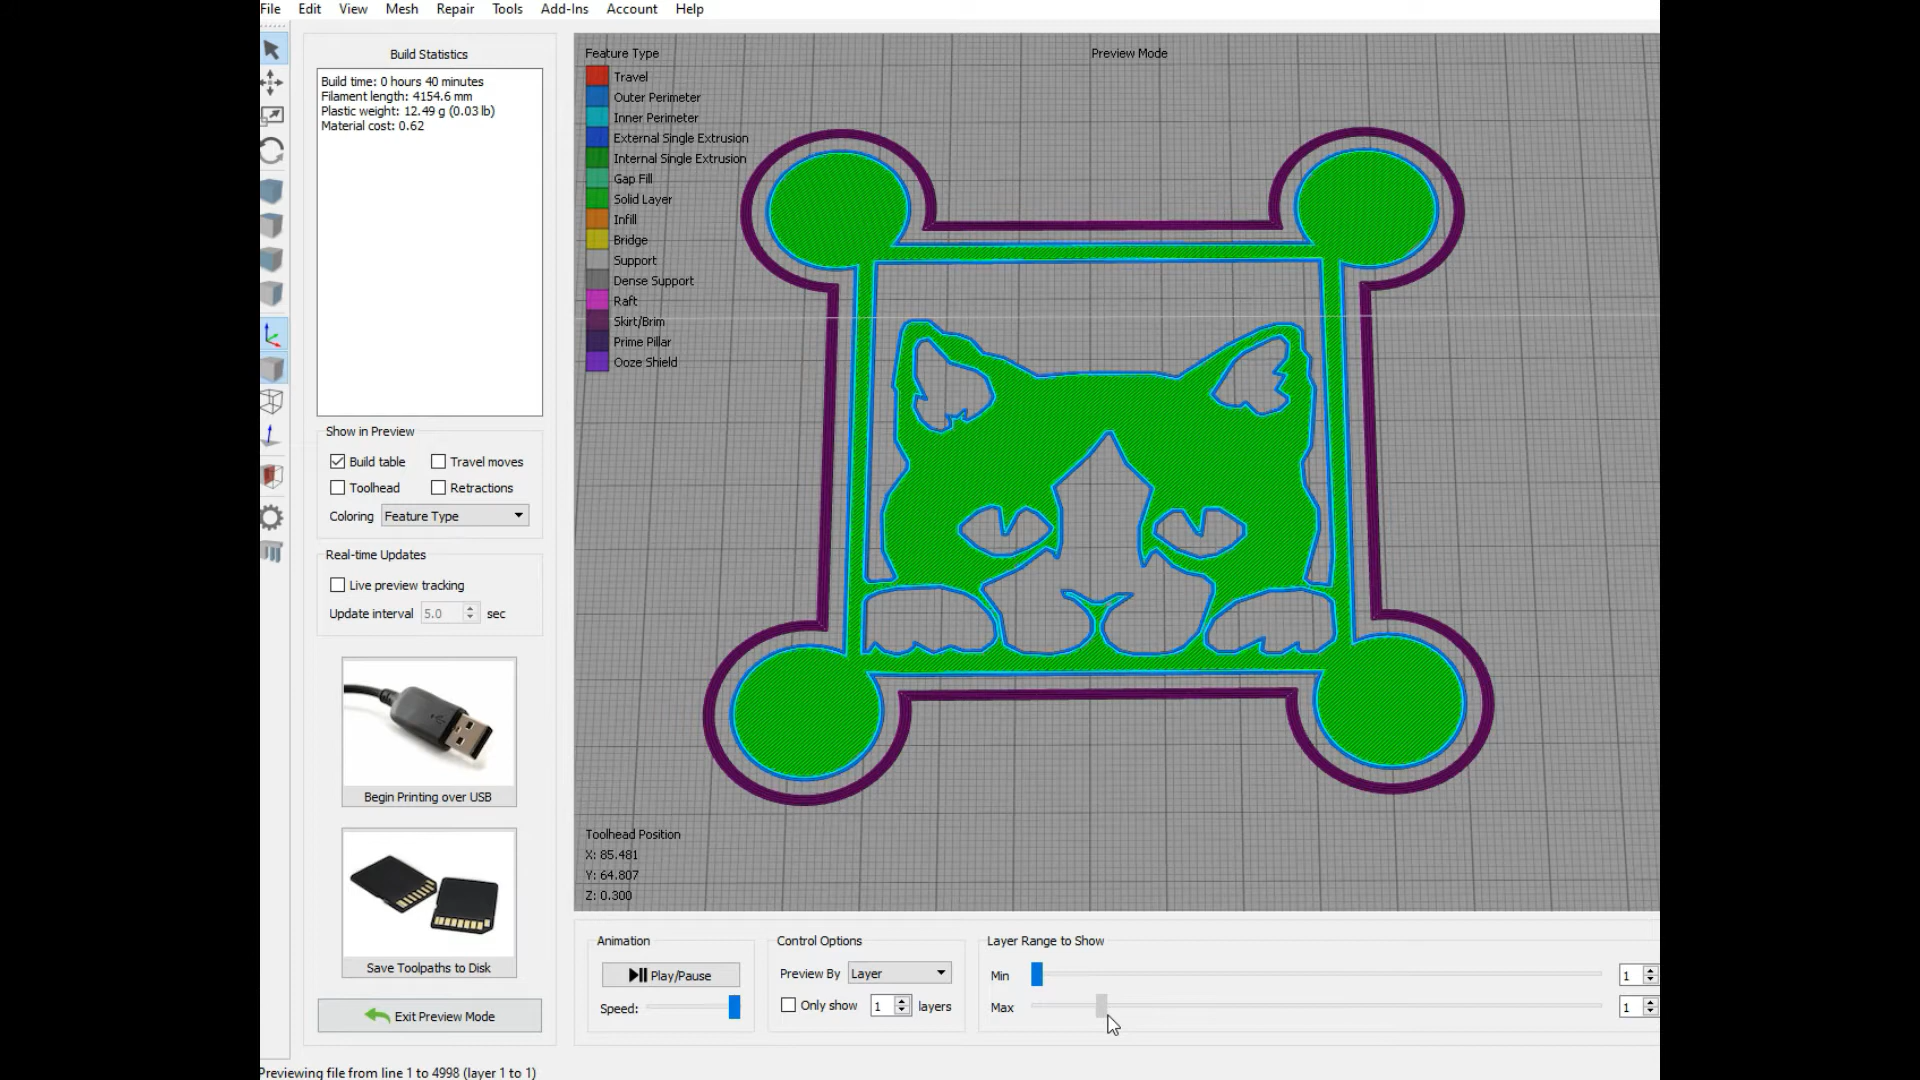 File Edit View Mesh Repair Tools Add-Ins Account Help
Build Statistics
Build time: 0 hours 40 minutes
Filament length: 4154.6 mm
Plastic weight: 12.49 g (0.03 lb)
Material cost: 0.62
Show in Preview
Build table Travel moves
Toolhead Retractions
Coloring Feature Type
Real-time Updates
Live preview tracking
Update interval 5.0 sec
Begin Printing over USB
Save Toolpaths to Disk
Exit Preview Mode
Feature Type
Travel
Outer Perimeter
Inner Perimeter
External Single Extrusion
Internal Single Extrusion
Gap Fill
Solid Layer
Infill
Bridge
Support
Dense Support
Raft
Skirt/Brim
Prime Pillar
Ooze Shield
Preview Mode
Toolhead Position
X: 85.481
Y: 64.807
Z: 0.300
Animation
Play/Pause
Speed:
Control Options
Preview By Layer
Only show 1 layers
Layer Range to Show
Min 1
Max 1
Previewing file from line 1 to 4998 (layer 1 to 1)